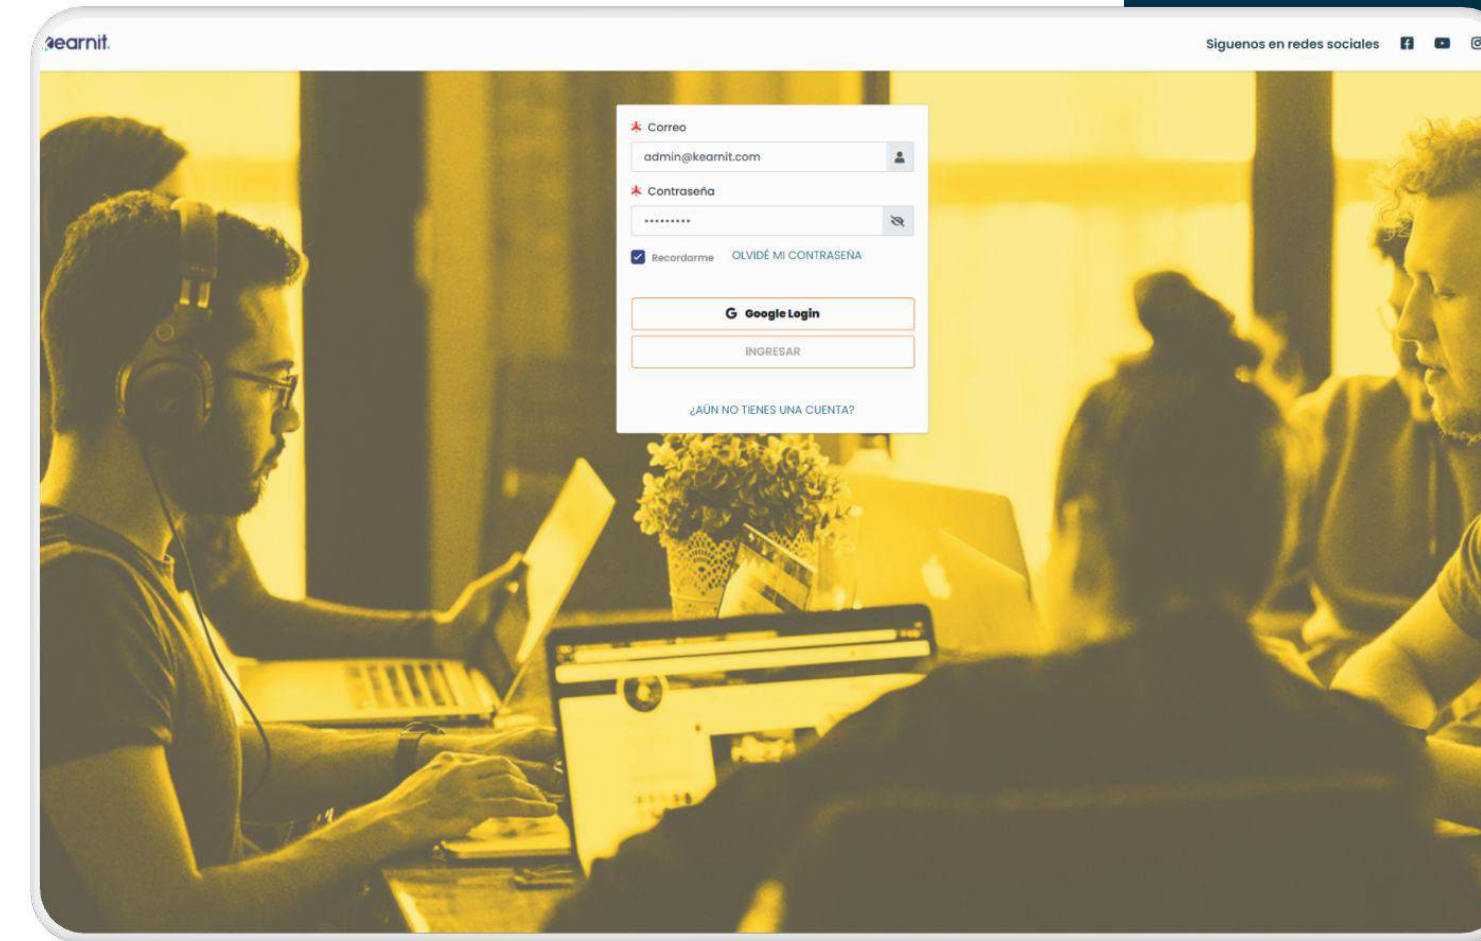 kearnit.
Siguenos en redes sociales
Correo
admin@kearnit.com
Contraseña
•••••••••
Recordarme OLVIDÉ MI CONTRASEÑA
G Google Login
INGRESAR
¿AÚN NO TIENES UNA CUENTA?